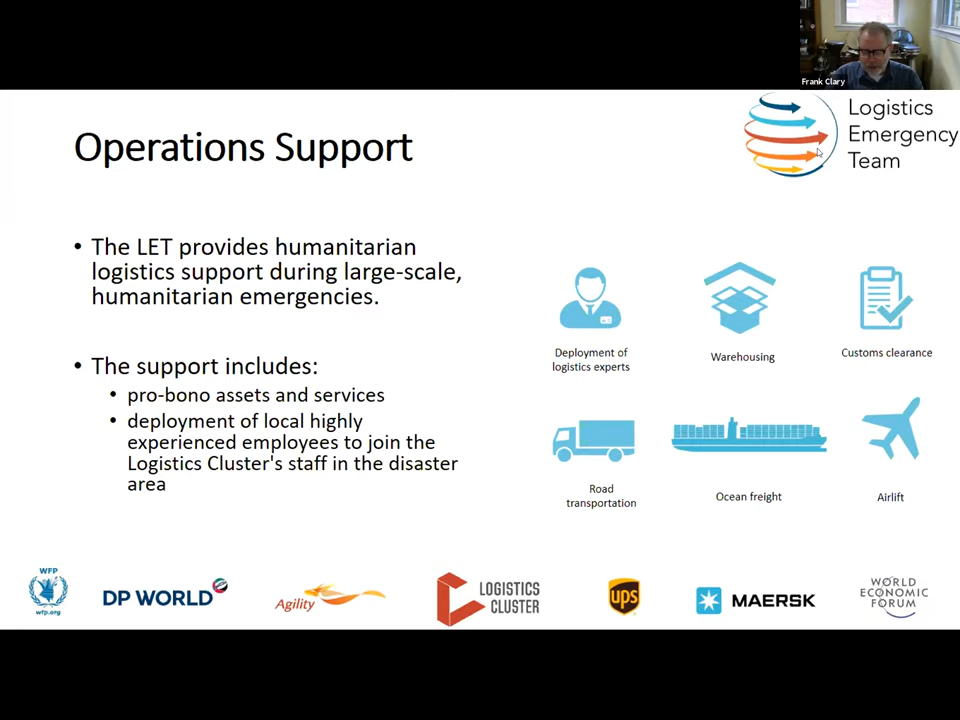 Frank Clary
Logistics
Emergency
Team
Operations Support
• The LET provides humanitarian
logistics support during large-scale,
humanitarian emergencies.
• The support includes:
• pro-bono assets and services
• deployment of local highly
experienced employees to join the
Logistics Cluster's staff in the disaster
area
Deployment of
logistics experts
Warehousing
Customs clearance
Road
transportation
Ocean freight
Airlift
WFP
wfp.org
DP WORLD
Agility
LOGISTICS
CLUSTER
ups
MAERSK
WORLD
ECONOMIC
FORUM